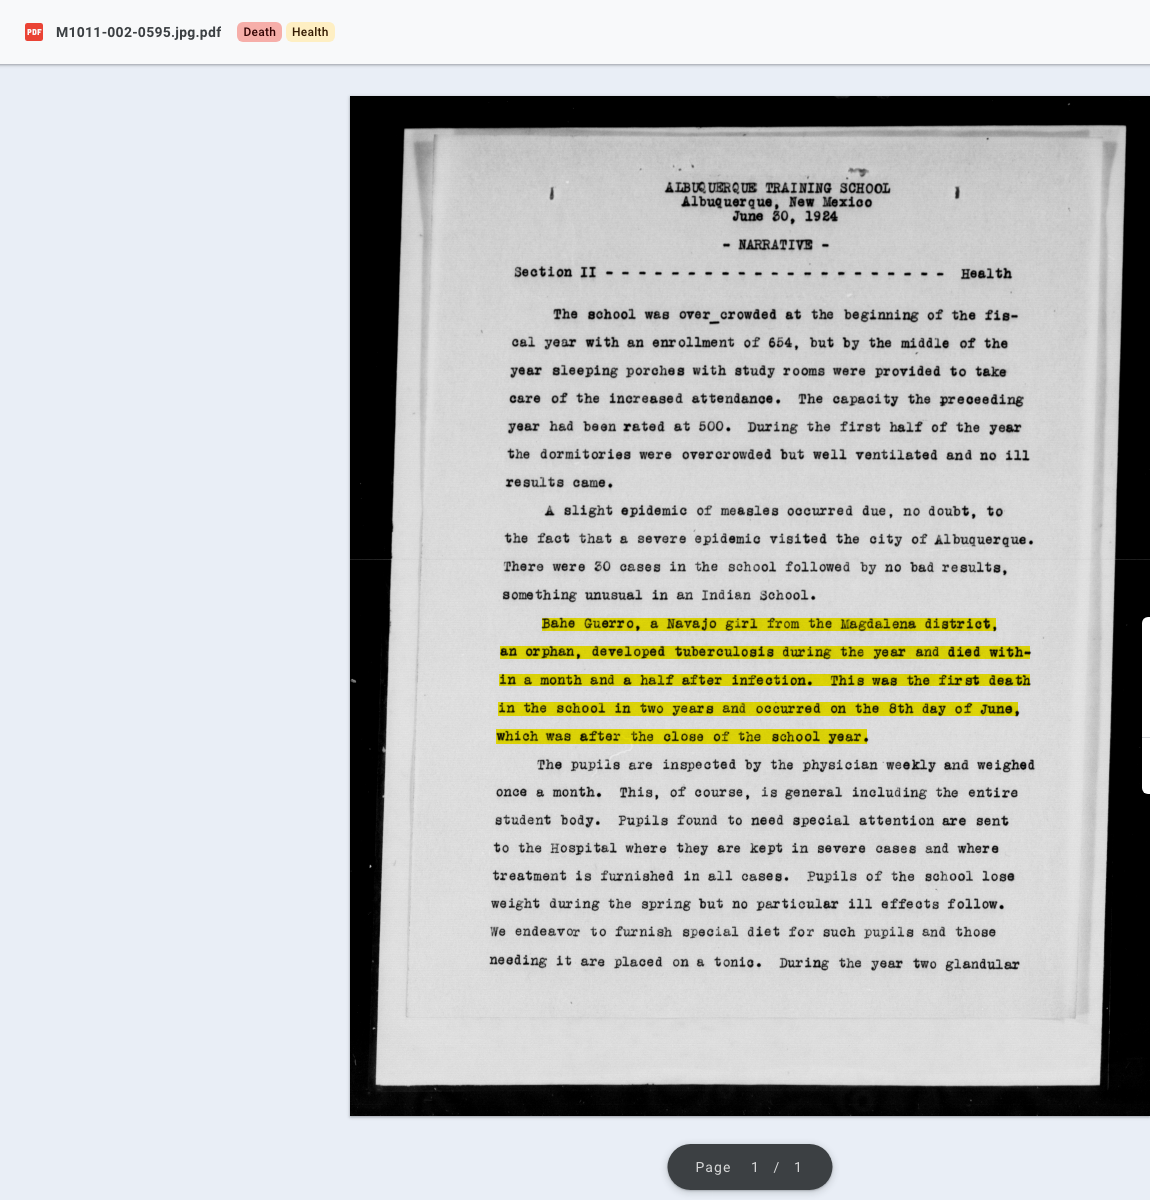 PDF M1011-002-0595.jpg.pdf Death Health
ALBUQUERQUE TRAINING SCHOOL
Albuquerque, New Mexico
June 30, 1924
- NARRATIVE -
Section II - - - - - - - - - - - - - - - - - - - - - Health
The school was over_crowded at the beginning of the fis-
cal year with an enrollment of 654, but by the middle of the
year sleeping porches with study rooms were provided to take
care of the increased attendance. The capacity the preceeding
year had been rated at 500. During the first half of the year
the dormitories were overcrowded but well ventilated and no ill
results came.
A slight epidemic of measles occurred due, no doubt, to
the fact that a severe epidemic visited the city of Albuquerque.
There were 30 cases in the school followed by no bad results,
something unusual in an Indian School.
Bahe Guerro, a Navajo girl from the Magdalena district,
an orphan, developed tuberculosis during the year and died with-
in a month and a half after infection. This was the first death
in the school in two years and occurred on the 8th day of June,
which was after the close of the school year.
The pupils are inspected by the physician weekly and weighed
once a month. This, of course, is general including the entire
student body. Pupils found to need special attention are sent
to the Hospital where they are kept in severe cases and where
treatment is furnished in all cases. Pupils of the school lose
weight during the spring but no particular ill effects follow.
We endeavor to furnish special diet for such pupils and those
needing it are placed on a tonic. During the year two glandular
Page 1 / 1